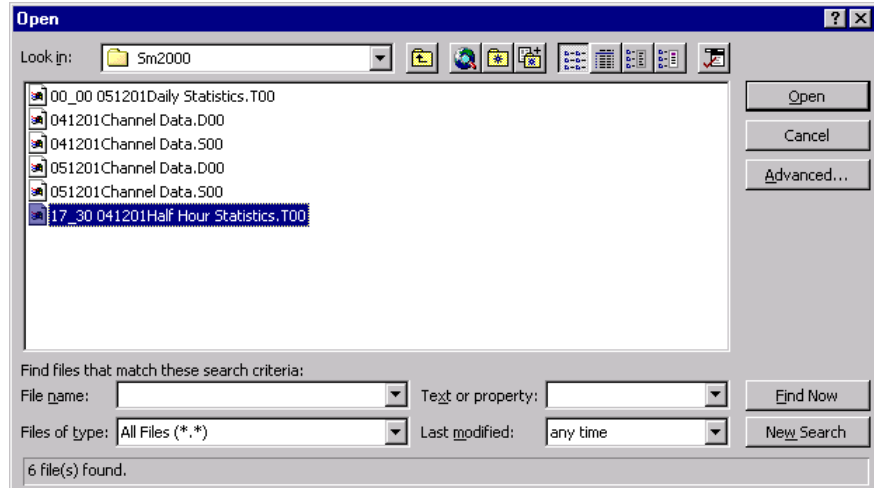 Open
Look in: Sm2000
00_00 051201Daily Statistics.T00
041201Channel Data.D00
041201Channel Data.S00
051201Channel Data.D00
051201Channel Data.S00
17_30 041201Half Hour Statistics.T00
Open
Cancel
Advanced...
Find files that match these search criteria:
File name: Text or property: Find Now
Files of type: All Files (*.*) Last modified: any time New Search
6 file(s) found.